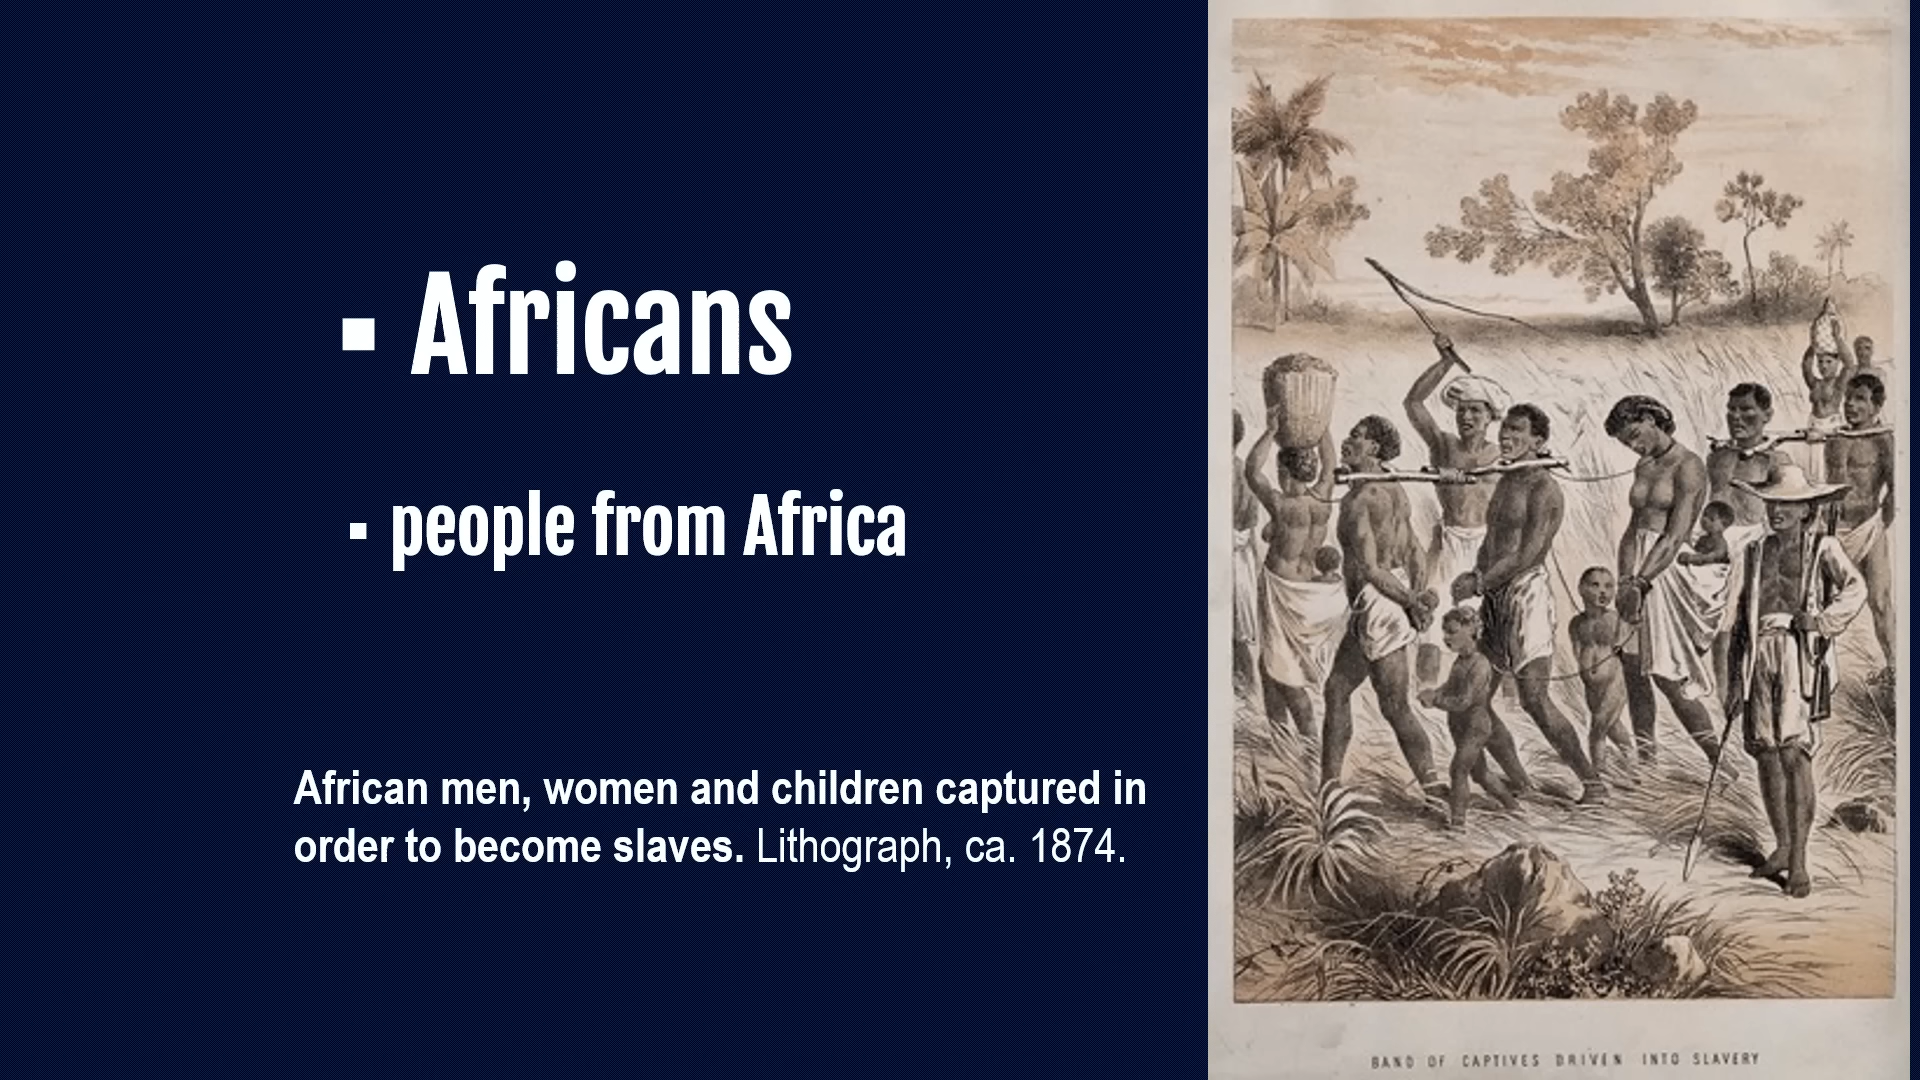 ▪ Africans
▪ people from Africa
African men, women and children captured in
order to become slaves. Lithograph, ca. 1874.
BAND OF CAPTIVES DRIVEN INTO SLAVERY